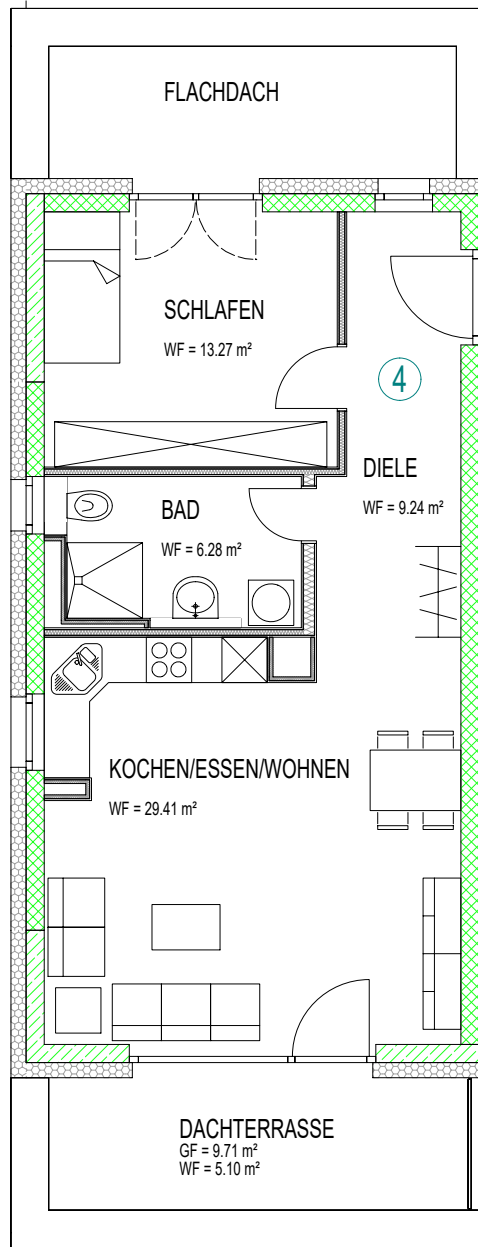 FLACHDACH
SCHLAFEN
WF = 13.27 m²
4
DIELE
WF = 9.24 m²
BAD
WF = 6.28 m²
KOCHEN/ESSEN/WOHNEN
WF = 29.41 m²
DACHTERRASSE
GF = 9.71 m²
WF = 5.10 m²